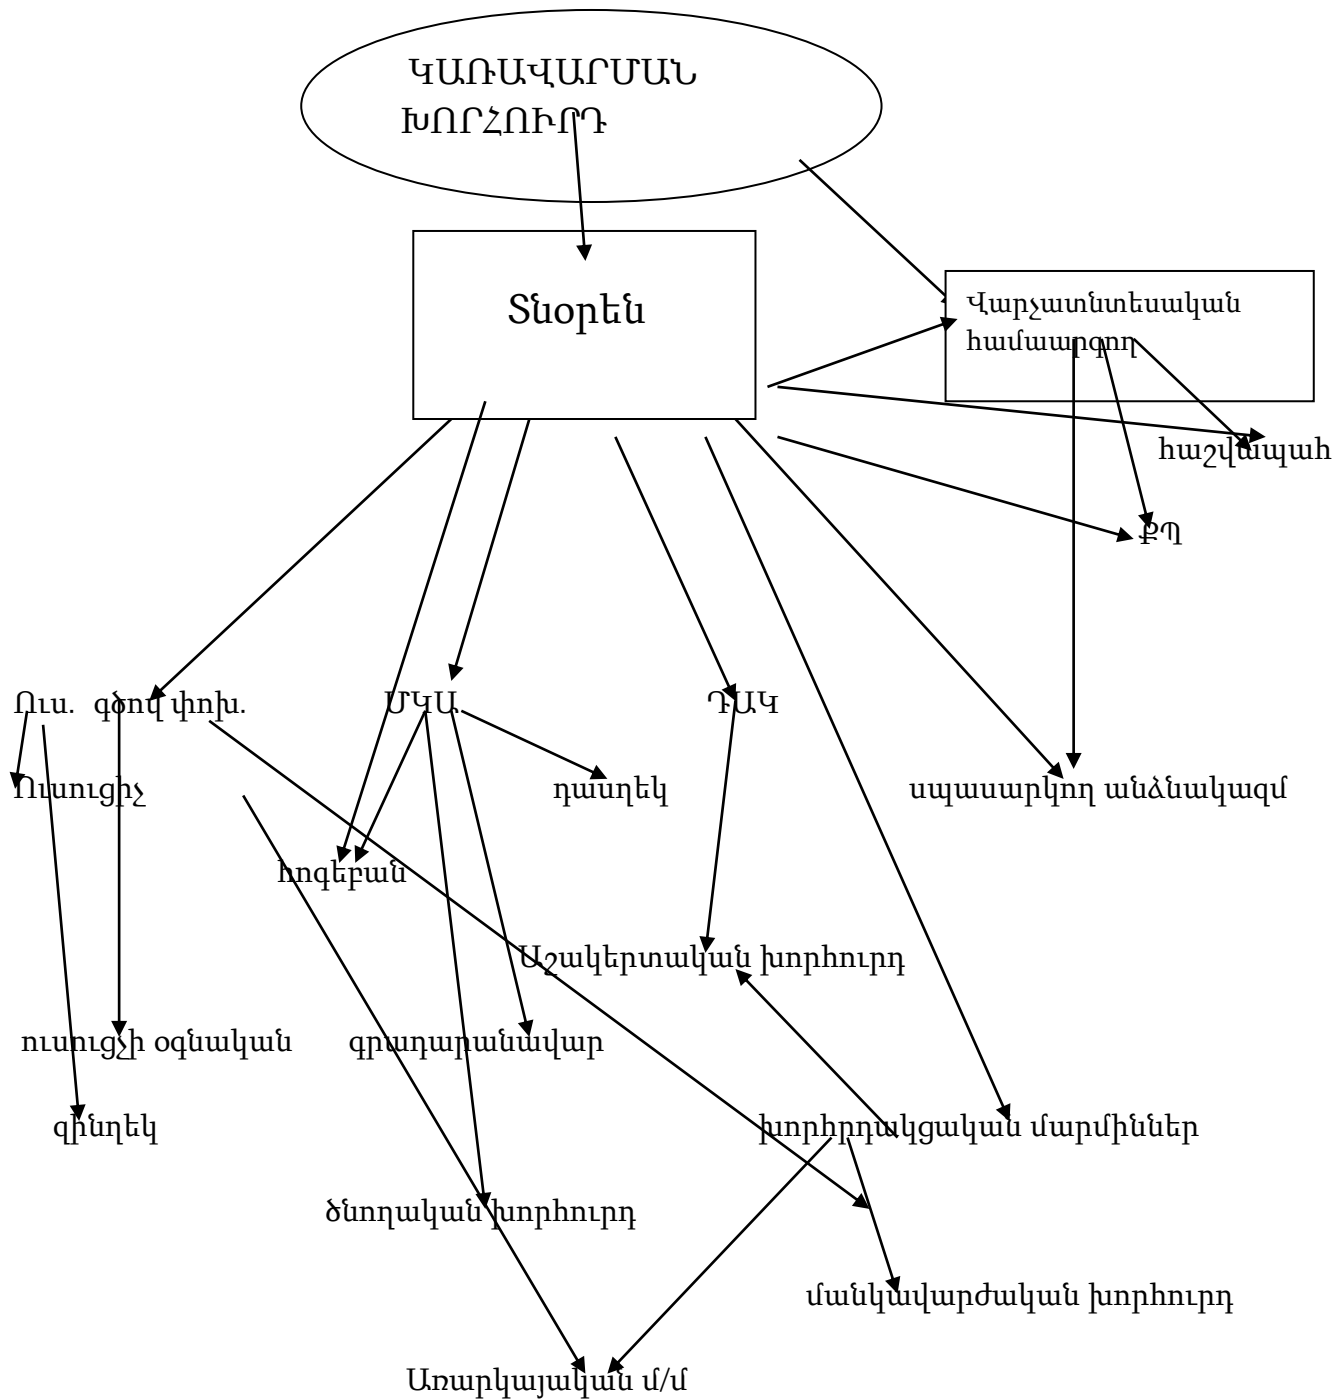 ԿԱՌԱՎԱՐՄԱՆ
ԽՈՐՀՈՒՐԴ
Տնօրեն
Վարչատնտեսական
համաարգող
հաշվապահ
ՔՊ
Ուս. գծով փոխ.
ՄԿԱ
ԴԱԿ
Ուսուցիչ
դասղեկ
սպասարկող անձնակազմ
հոգեբան
Աշակերտական խորհուրդ
ուսուցչի օգնական
գրադարանավար
զինղեկ
խորհրդակցական մարմիններ
ծնողական խորհուրդ
մանկավարժական խորհուրդ
Առարկայական մ/մ